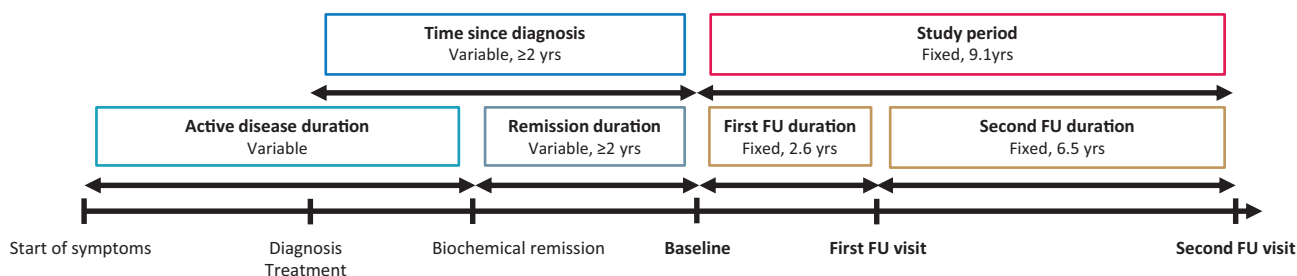 Time since diagnosis
Variable, ≥2 yrs
Study period
Fixed, 9.1yrs
Active disease duration
Variable
Remission duration
Variable, ≥2 yrs
First FU duration
Fixed, 2.6 yrs
Second FU duration
Fixed, 6.5 yrs
Start of symptoms
Diagnosis
Treatment
Biochemical remission
Baseline
First FU visit
Second FU visit